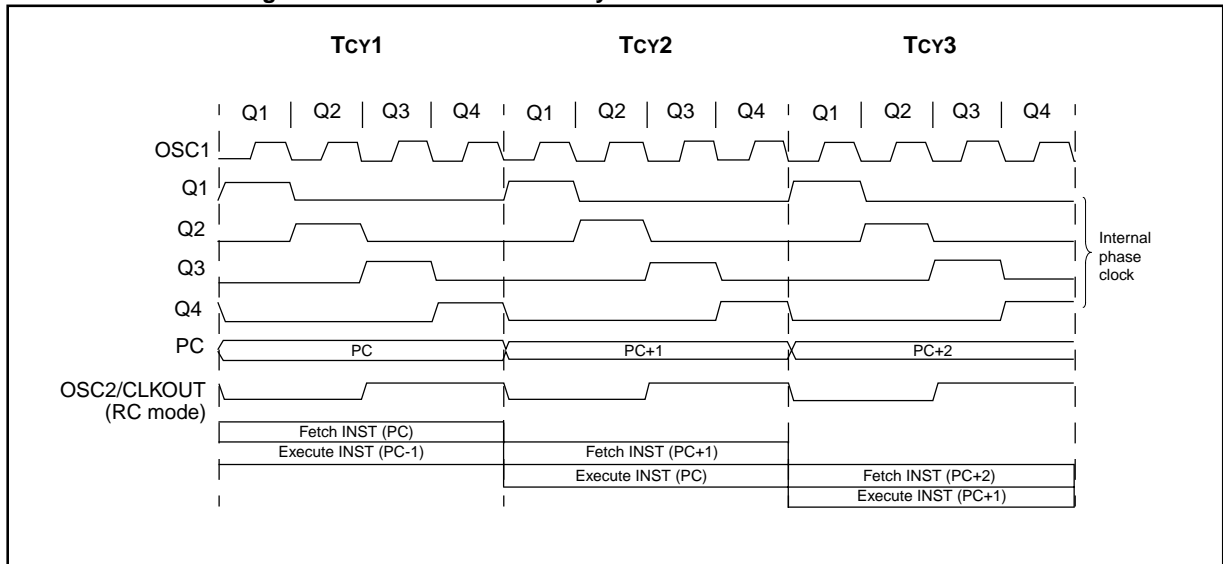 TCY1 TCY2 TCY3
Q1 Q2 Q3 Q4 Q1 Q2 Q3 Q4 Q1 Q2 Q3 Q4
OSC1
Q1
Q2
Q3
Q4
Internal
phase
clock
PC PC PC+1 PC+2
OSC2/CLKOUT
(RC mode)
Fetch INST (PC)
Execute INST (PC-1) Fetch INST (PC+1)
Execute INST (PC) Fetch INST (PC+2)
Execute INST (PC+1)